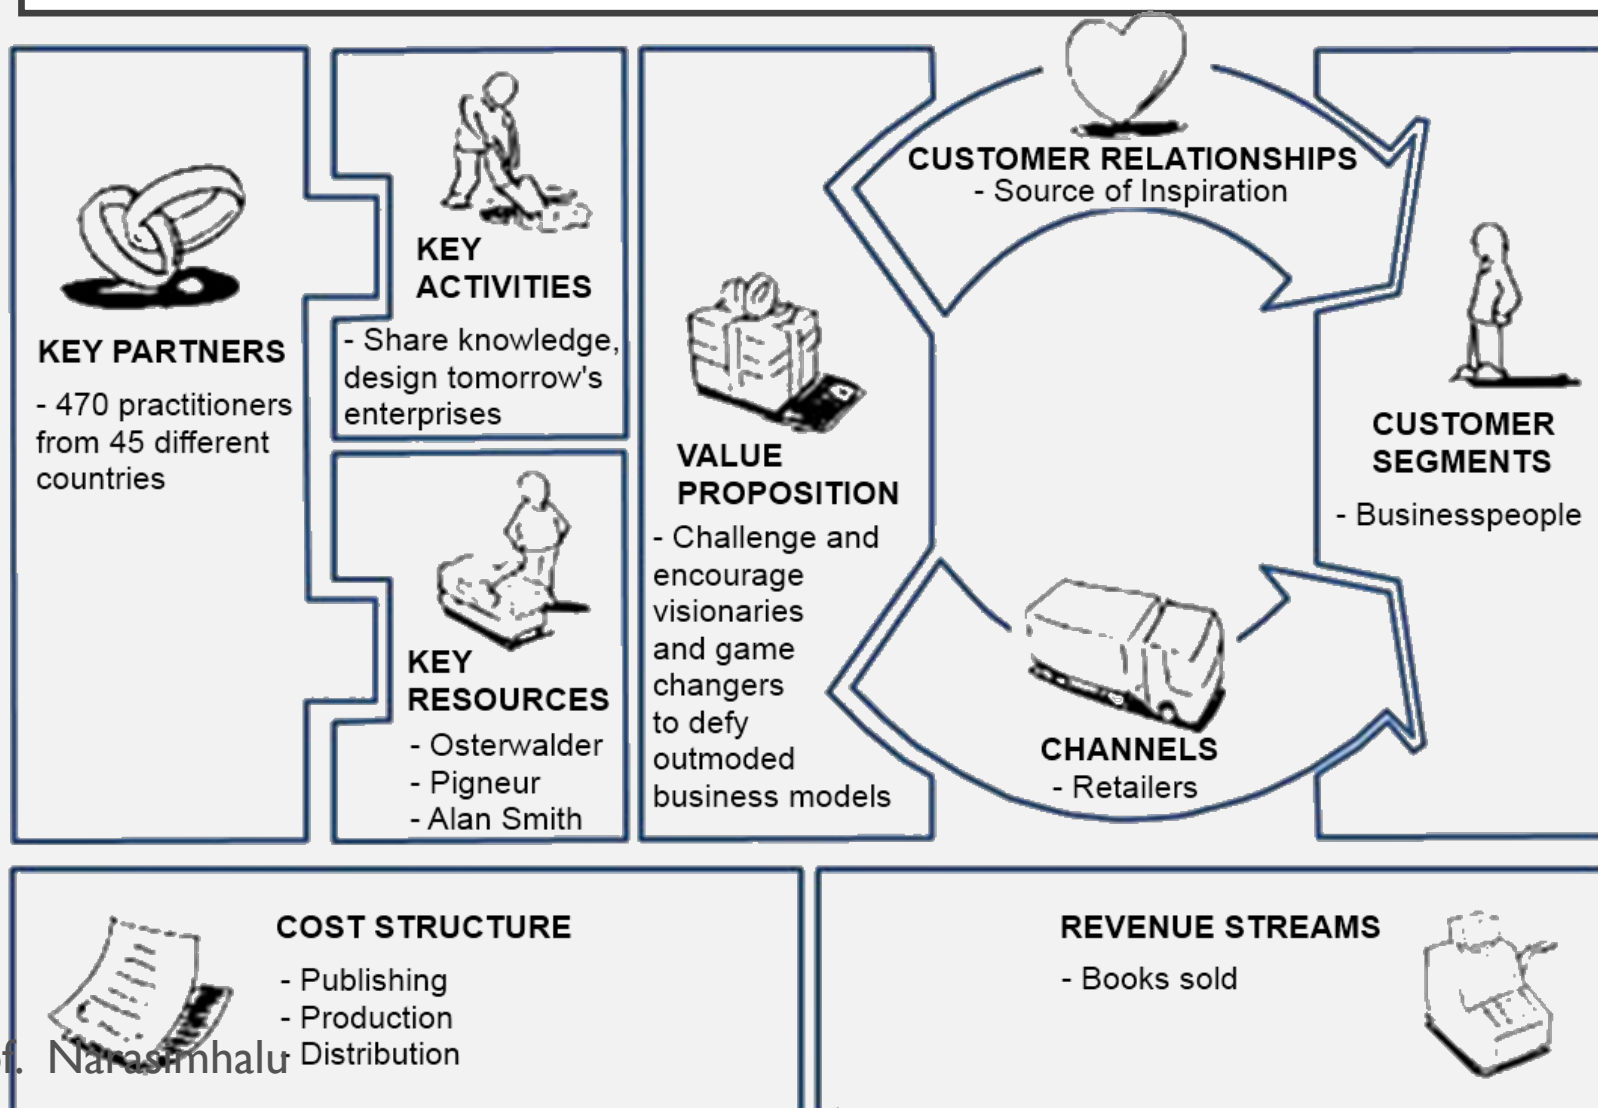 KEY PARTNERS
- 470 practitioners
from 45 different
countries
KEY
ACTIVITIES
- Share knowledge,
design tomorrow's
enterprises
KEY
RESOURCES
- Osterwalder
- Pigneur
- Alan Smith
VALUE
PROPOSITION
- Challenge and
encourage
visionaries
and game
changers
to defy
outmoded
business models
CUSTOMER RELATIONSHIPS
- Source of Inspiration
CHANNELS
- Retailers
CUSTOMER
SEGMENTS
- Businesspeople
COST STRUCTURE
- Publishing
- Production
- Distribution
REVENUE STREAMS
- Books sold
f. Narasimhalu